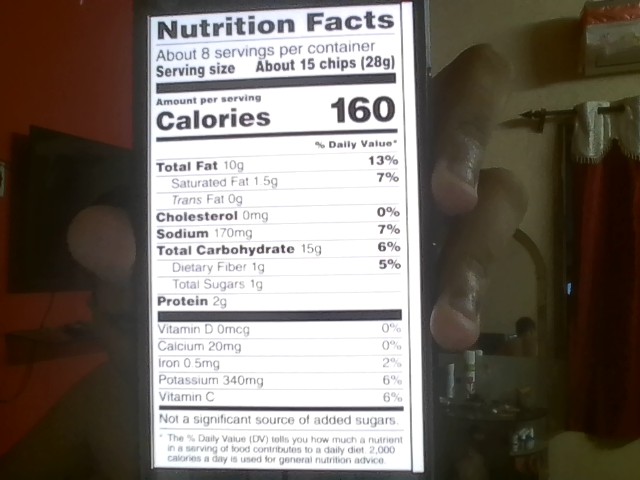 Nutrition Facts
About 8 servings per container
Serving size About 15 chips (28g)
Amount per serving
Calories 160
% Daily Value*
Total Fat 10g 13%
Saturated Fat 1.5g 7%
Trans Fat 0g
Cholesterol 0mg 0%
Sodium 170mg 7%
Total Carbohydrate 15g 6%
Dietary Fiber 1g 5%
Total Sugars 1g
Protein 2g
Vitamin D 0mcg 0%
Calcium 20mg 0%
Iron 0.5mg 2%
Potassium 340mg 6%
Vitamin C 6%
Not a significant source of added sugars.
* The % Daily Value (DV) tells you how much a nutrient
in a serving of food contributes to a daily diet. 2,000
calories a day is used for general nutrition advice.